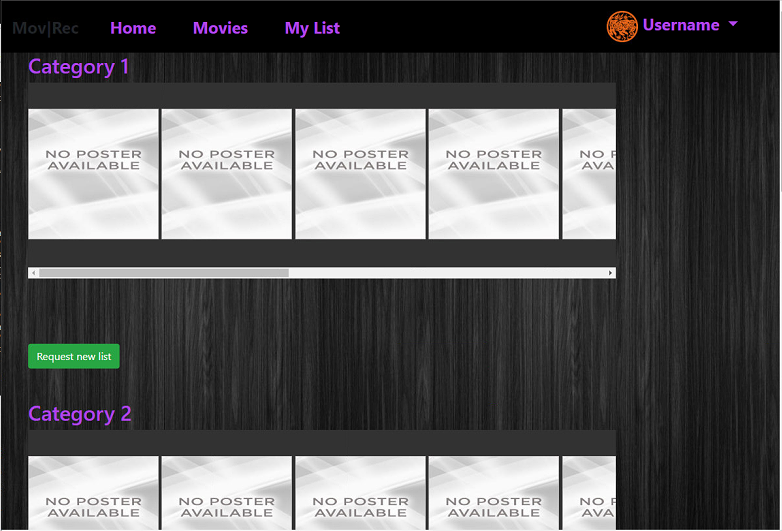 Mov|Rec Home Movies My List Username
Category 1
NO POSTER AVAILABLE NO POSTER AVAILABLE NO POSTER AVAILABLE NO POSTER AVAILABLE NO P AVA
Request new list
Category 2
NO POSTER AVAILABLE NO POSTER AVAILABLE NO POSTER AVAILABLE NO POSTER AVAILABLE NO P AVA